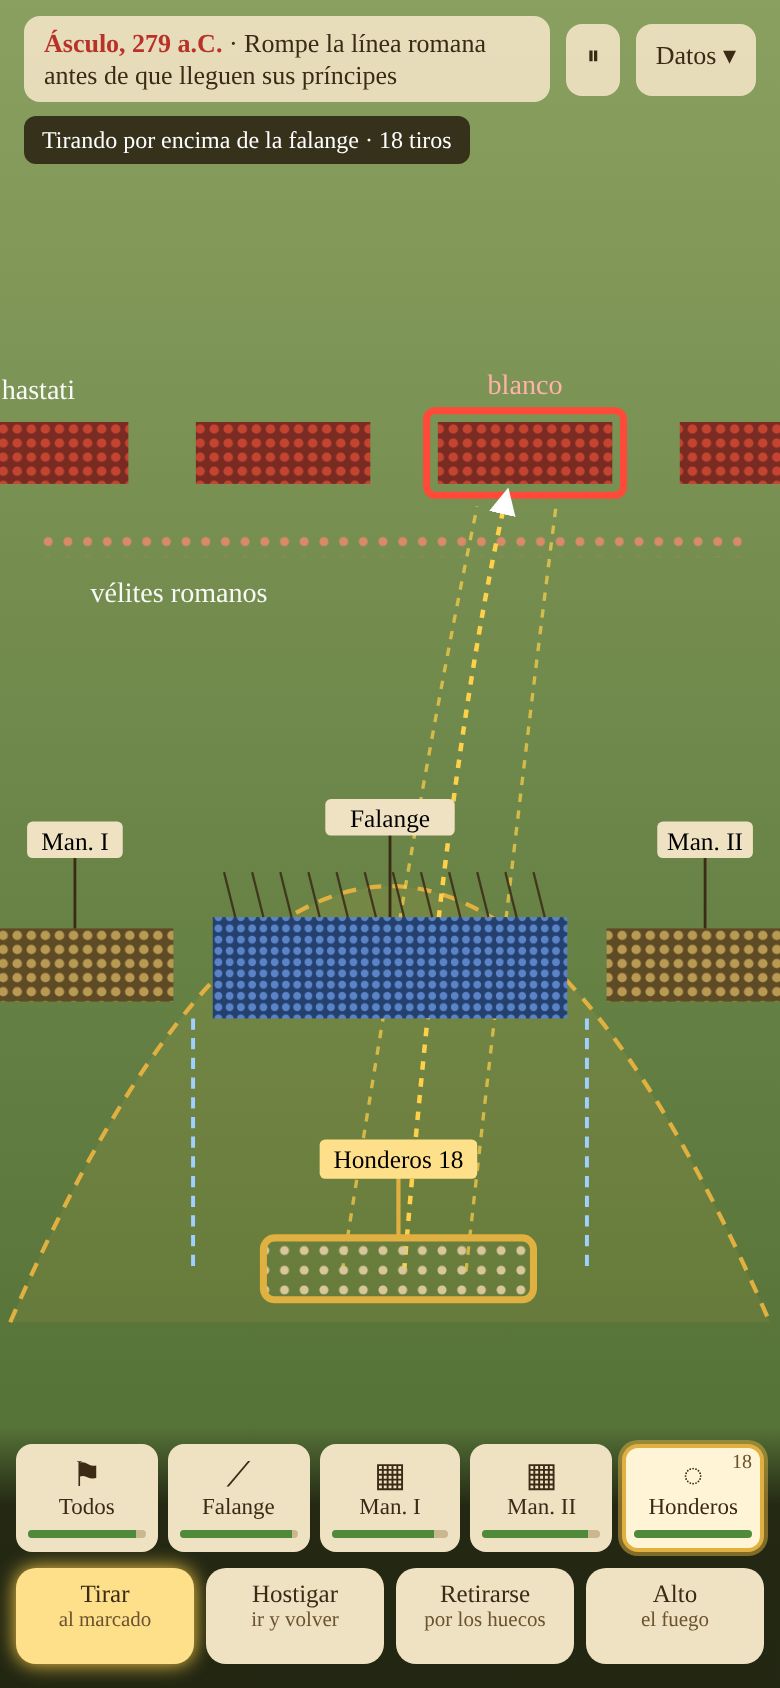 Ásculo, 279 a.C. · Rompe la línea romana
antes de que lleguen sus príncipes
Datos ▾
Tirando por encima de la falange · 18 tiros
hastati
blanco
vélites romanos
Falange
Man. I
Man. II
Honderos 18
18
Todos
Falange
Man. I
Man. II
Honderos
Tirar
al marcado
Hostigar
ir y volver
Retirarse
por los huecos
Alto
el fuego